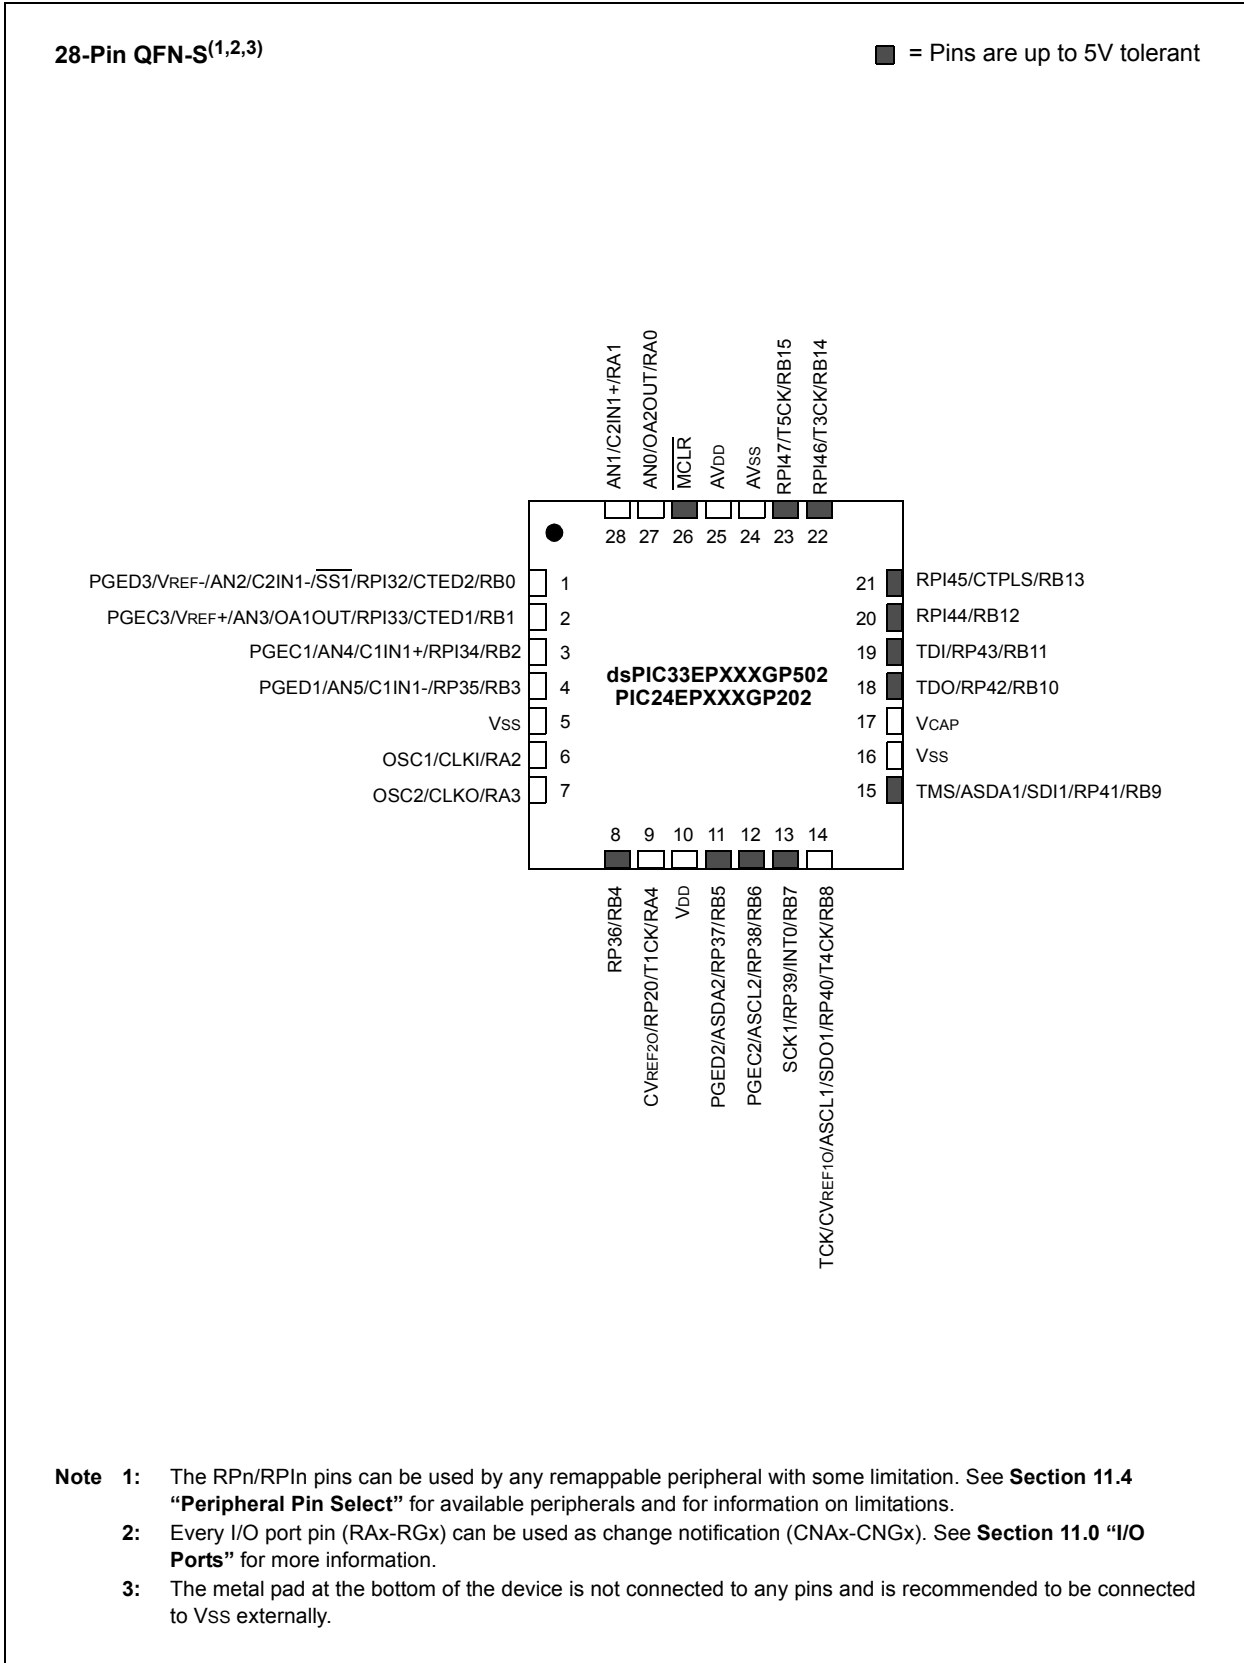 28-Pin QFN-S(1,2,3)
= Pins are up to 5V tolerant
AN1/C2IN1+/RA1
AN0/OA2OUT/RA0
MCLR
AVDD
AVSS
RPI47/T5CK/RB15
RPI46/T3CK/RB14
28 27 26 25 24 23 22
PGED3/VREF-/AN2/C2IN1-/SS1/RPI32/CTED2/RB0 1
PGEC3/VREF+/AN3/OA1OUT/RPI33/CTED1/RB1 2
PGEC1/AN4/C1IN1+/RPI34/RB2 3
PGED1/AN5/C1IN1-/RP35/RB3 4
VSS 5
OSC1/CLKI/RA2 6
OSC2/CLKO/RA3 7
dsPIC33EPXXXGP502
PIC24EPXXXGP202
21 RPI45/CTPLS/RB13
20 RPI44/RB12
19 TDI/RP43/RB11
18 TDO/RP42/RB10
17 VCAP
16 VSS
15 TMS/ASDA1/SDI1/RP41/RB9
8 9 10 11 12 13 14
RP36/RB4
CVREF2O/RP20/T1CK/RA4
VDD
PGED2/ASDA2/RP37/RB5
PGEC2/ASCL2/RP38/RB6
SCK1/RP39/INT0/RB7
TCK/CVREF1O/ASCL1/SDO1/RP40/T4CK/RB8
Note 1: The RPn/RPIn pins can be used by any remappable peripheral with some limitation. See Section 11.4
“Peripheral Pin Select” for available peripherals and for information on limitations.
2: Every I/O port pin (RAx-RGx) can be used as change notification (CNAx-CNGx). See Section 11.0 “I/O
Ports” for more information.
3: The metal pad at the bottom of the device is not connected to any pins and is recommended to be connected
to VSS externally.